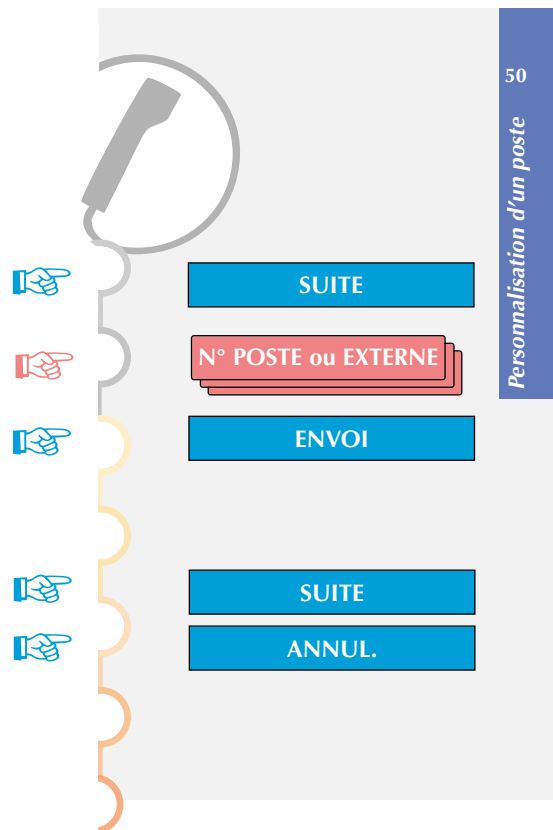 50
Personnalisation d'un poste
SUITE
N° POSTE ou EXTERNE
ENVOI
SUITE
ANNUL.